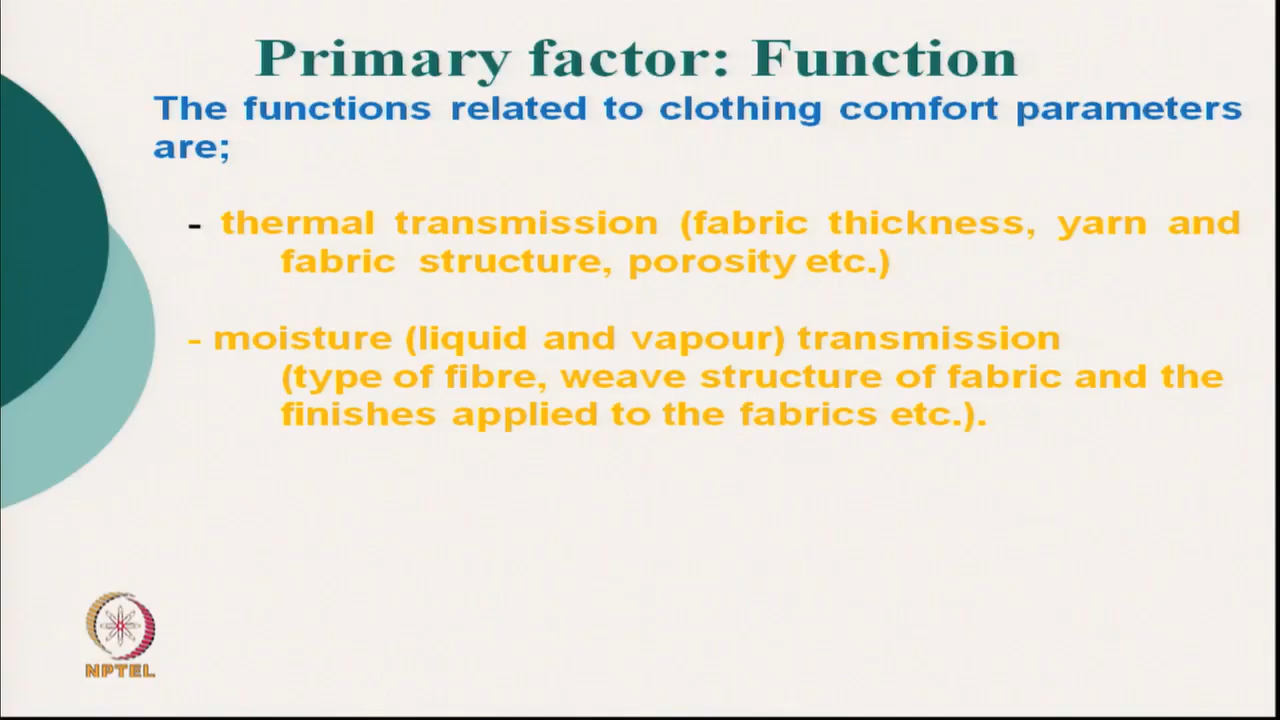 Primary factor: Function
The functions related to clothing comfort parameters
are;
- thermal transmission (fabric thickness, yarn and
fabric structure, porosity etc.)
- moisture (liquid and vapour) transmission
(type of fibre, weave structure of fabric and the
finishes applied to the fabrics etc.).
NPTEL